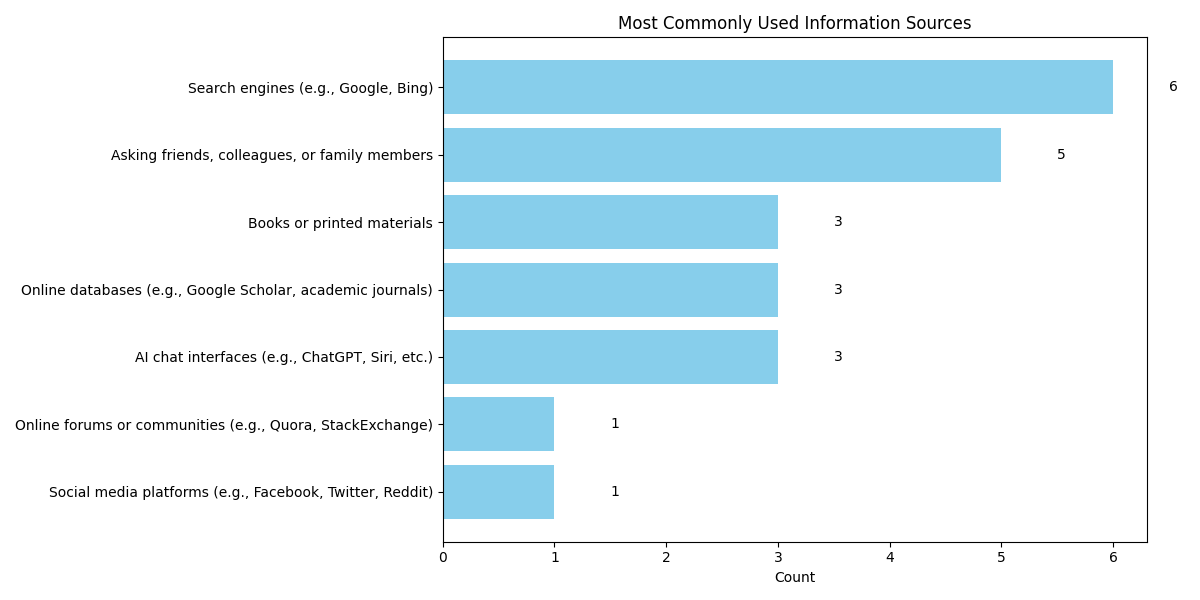 Most Commonly Used Information Sources
Search engines (e.g., Google, Bing)
6
Asking friends, colleagues, or family members
5
Books or printed materials
3
Online databases (e.g., Google Scholar, academic journals)
3
AI chat interfaces (e.g., ChatGPT, Siri, etc.)
3
Online forums or communities (e.g., Quora, StackExchange)
1
Social media platforms (e.g., Facebook, Twitter, Reddit)
1
0 1 2 3 4 5 6
Count